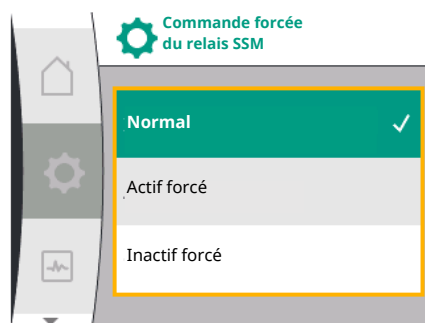 Commande forcée
du relais SSM
Normal
Actif forcé
Inactif forcé